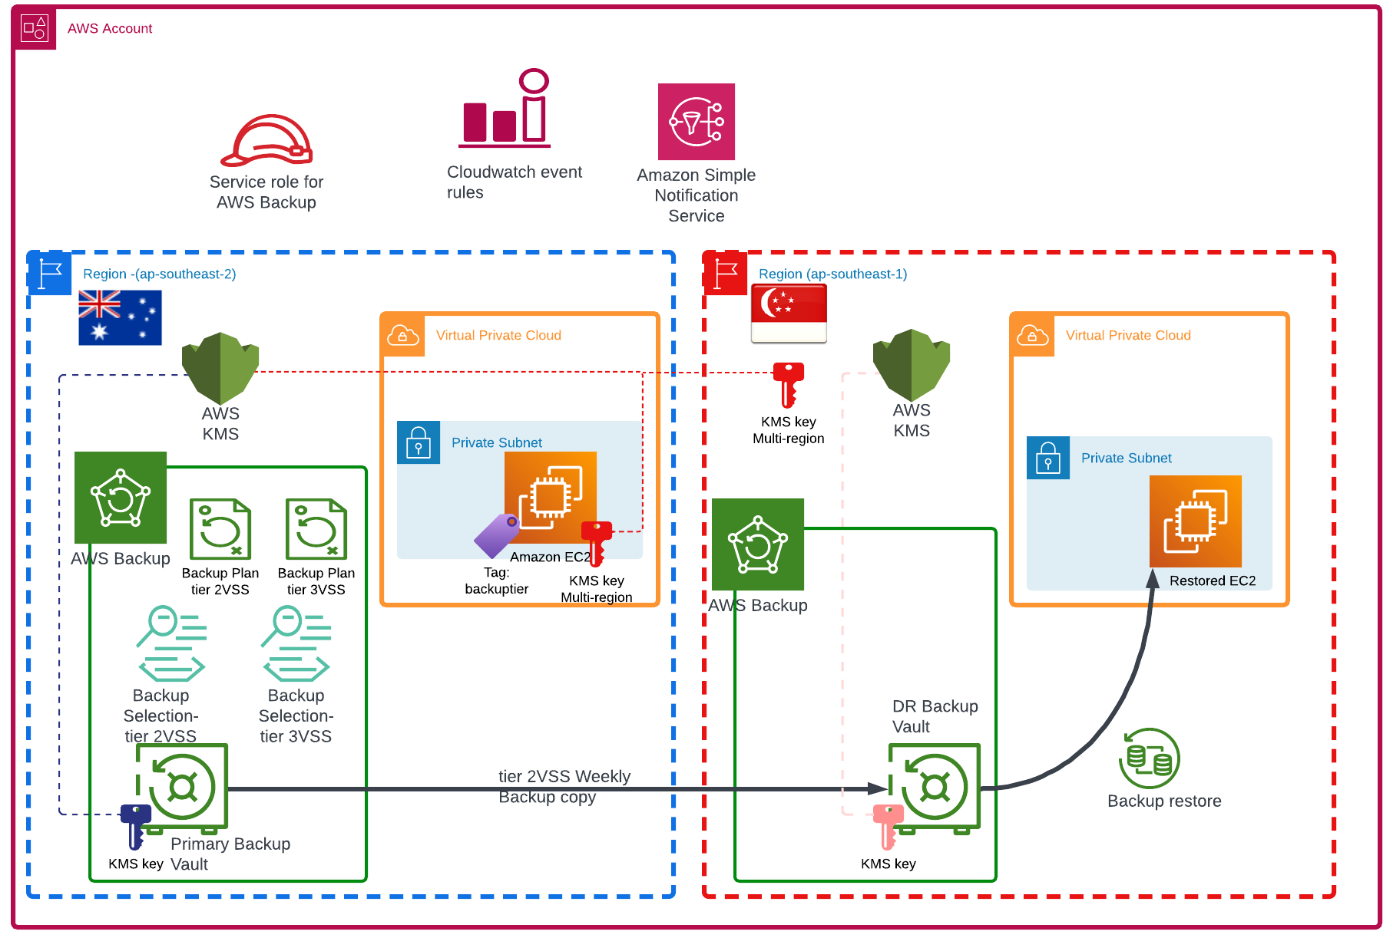 AWS Account
Service role for
AWS Backup
Cloudwatch event
rules
Amazon Simple
Notification
Service
Region -(ap-southeast-2)
AWS
KMS
Virtual Private Cloud
Private Subnet
Amazon EC2
Tag:
backuptier
KMS key
Multi-region
AWS Backup
Backup Plan
tier 2VSS
Backup Plan
tier 3VSS
Backup
Selection-
tier 2VSS
Backup
Selection-
tier 3VSS
KMS key
Primary Backup
Vault
tier 2VSS Weekly
Backup copy
Region (ap-southeast-1)
KMS key
Multi-region
AWS
KMS
Virtual Private Cloud
Private Subnet
Restored EC2
AWS Backup
DR Backup
Vault
KMS key
Backup restore